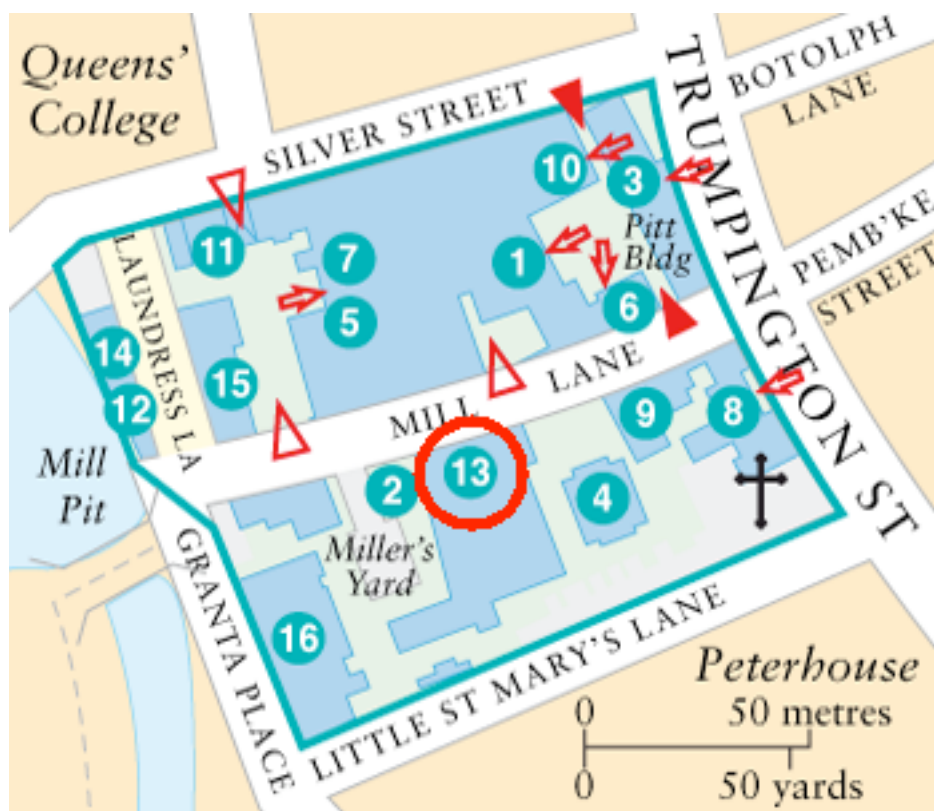 Queens'
College
SILVER STREET
TRUMPINGTON ST
BOTOLPH
LANE
PEMB'KE
STREET
10
3
Pitt
Bldg
11
7
1
5
6
LAUNDRESS LA
14
12
15
MILL LANE
9
8
Mill
Pit
2
13
4
Miller's
Yard
16
GRANTA PLACE
LITTLE ST MARY'S LANE
Peterhouse
0 50 metres
0 50 yards